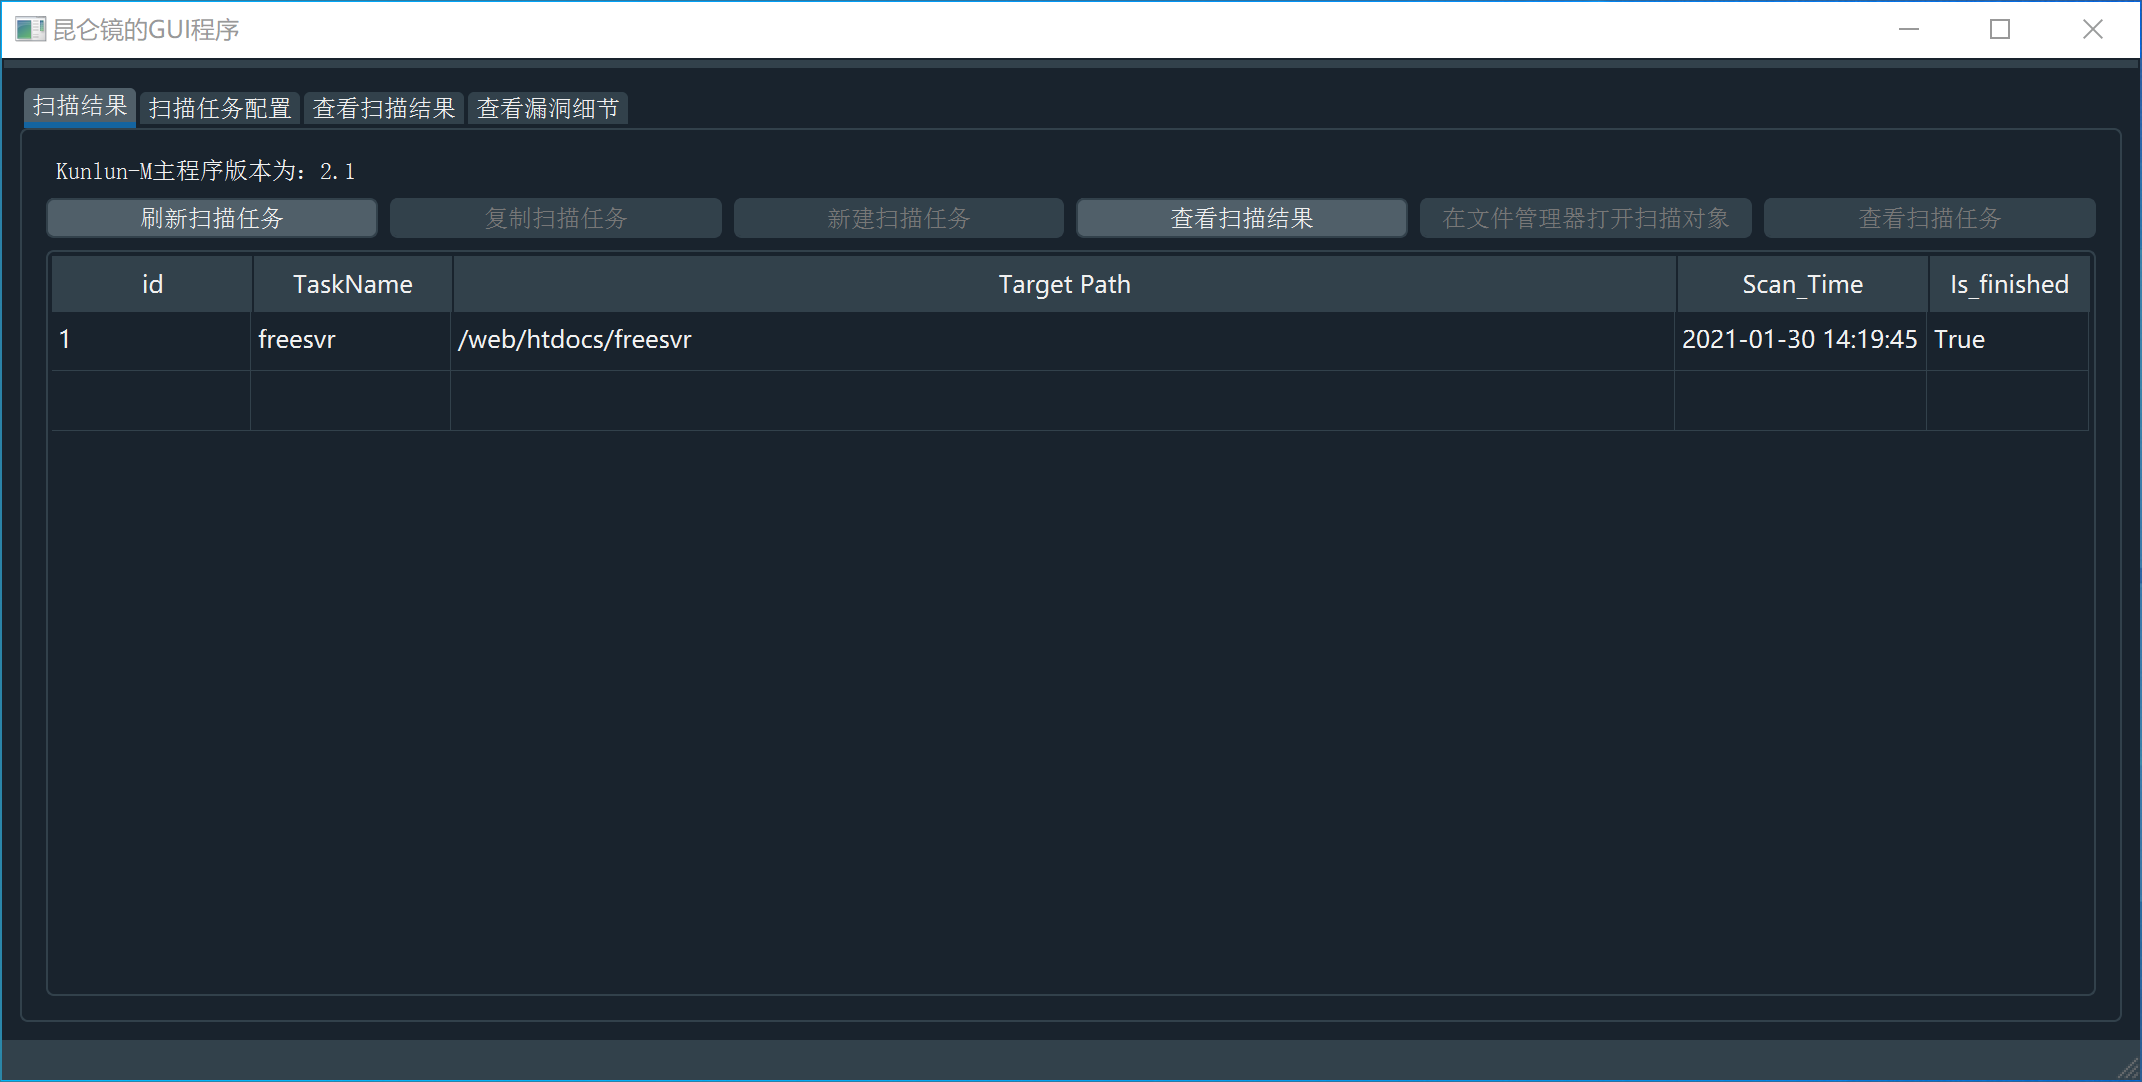 昆仑镜的GUI程序
扫描结果 扫描任务配置 查看扫描结果 查看漏洞细节
Kunlun-M主程序版本为: 2.1
刷新扫描任务 复制扫描任务 新建扫描任务 查看扫描结果 在文件管理器打开扫描对象 查看扫描任务
id TaskName Target Path Scan_Time Is_finished
1 freesvr /web/htdocs/freesvr 2021-01-30 14:19:45 True